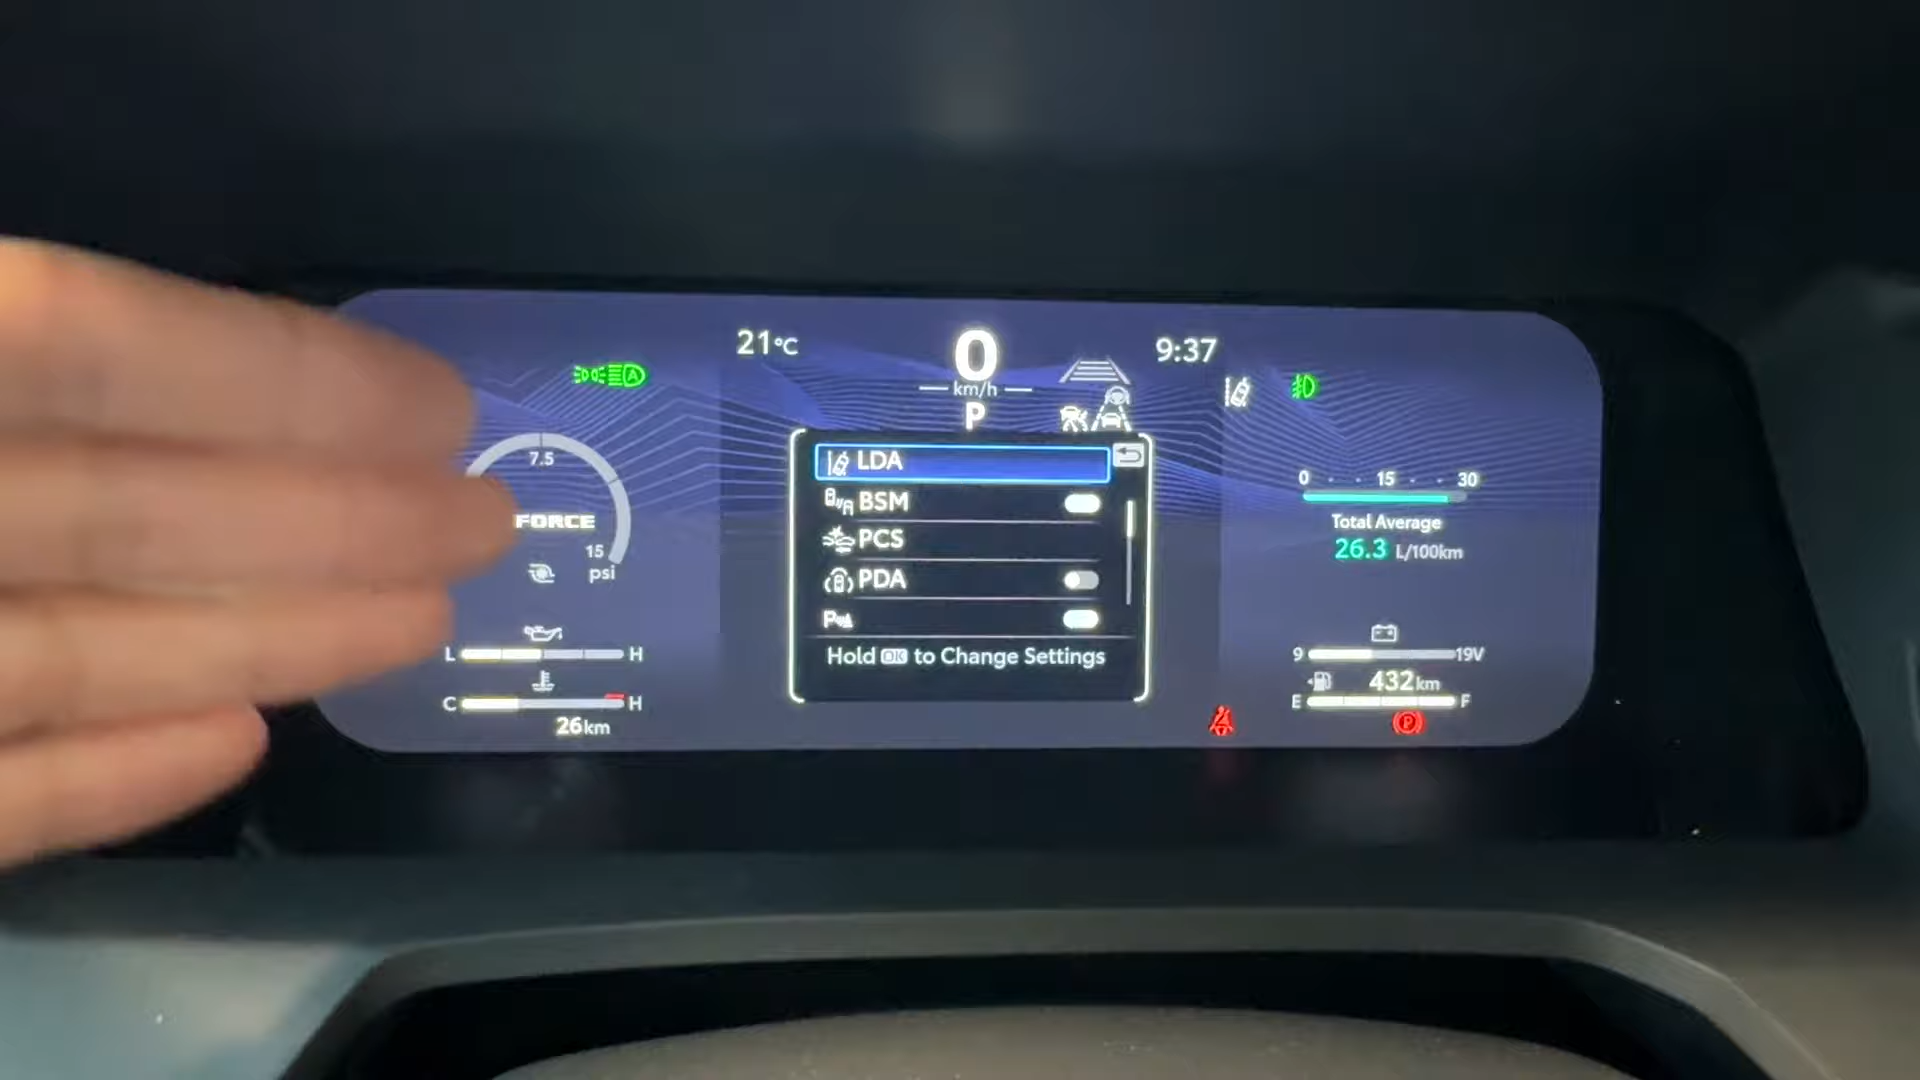 21°C
0
km/h
P
9:37
7.5
FORCE
15
psi
L H
C H
26km
LDA
BSM
PCS
PDA
P
Hold OK to Change Settings
0 15 30
Total Average
26.3 L/100km
9 19V
432km
E F
P
A